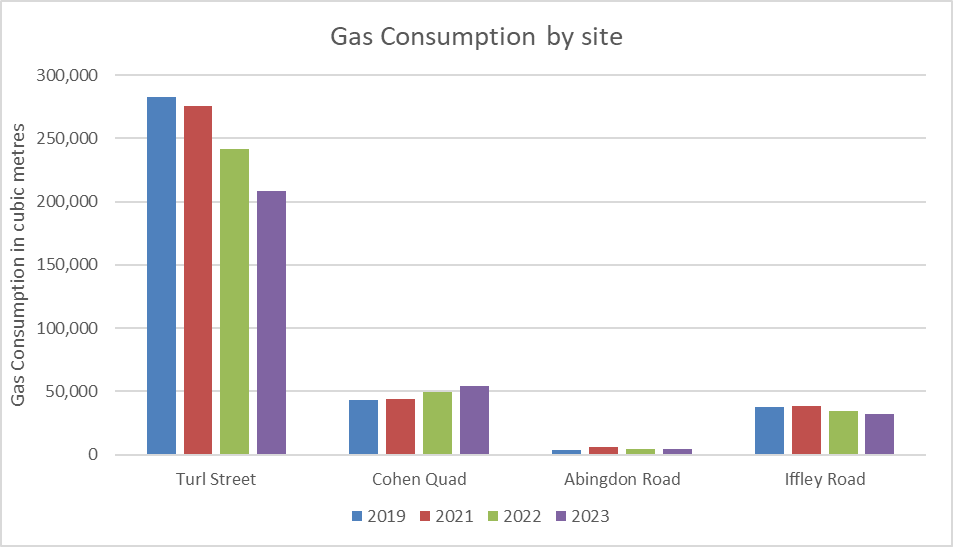 Gas Consumption by site
Gas Consumption in cubic metres
300,000
250,000
200,000
150,000
100,000
50,000
0
Turl Street Cohen Quad Abingdon Road Iffley Road
2019 2021 2022 2023